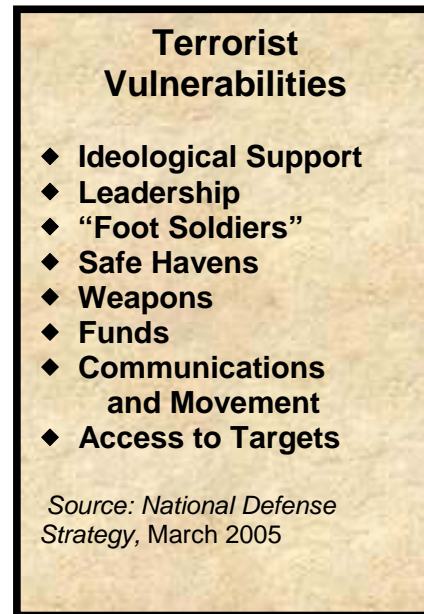 Terrorist
Vulnerabilities
◆ Ideological Support
◆ Leadership
◆ “Foot Soldiers”
◆ Safe Havens
◆ Weapons
◆ Funds
◆ Communications
and Movement
◆ Access to Targets
Source: National Defense
Strategy, March 2005